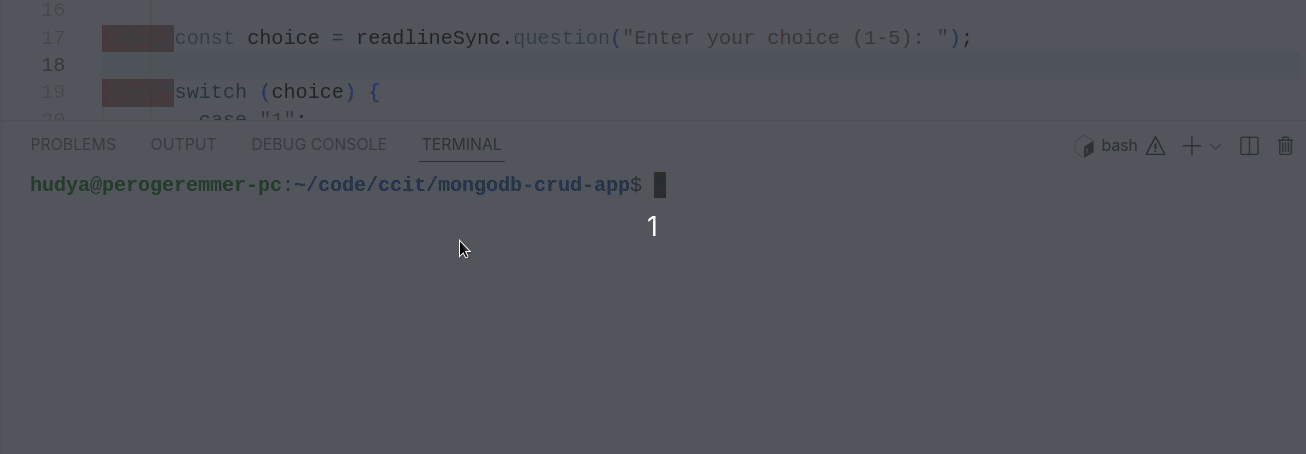 16
17 const choice = readlineSync.question("Enter your choice (1-5): ");
18
19 switch (choice) {
20 case "1":
PROBLEMS OUTPUT DEBUG CONSOLE TERMINAL bash
hudya@perogeremmer-pc:~/code/ccit/mongodb-crud-app$
1